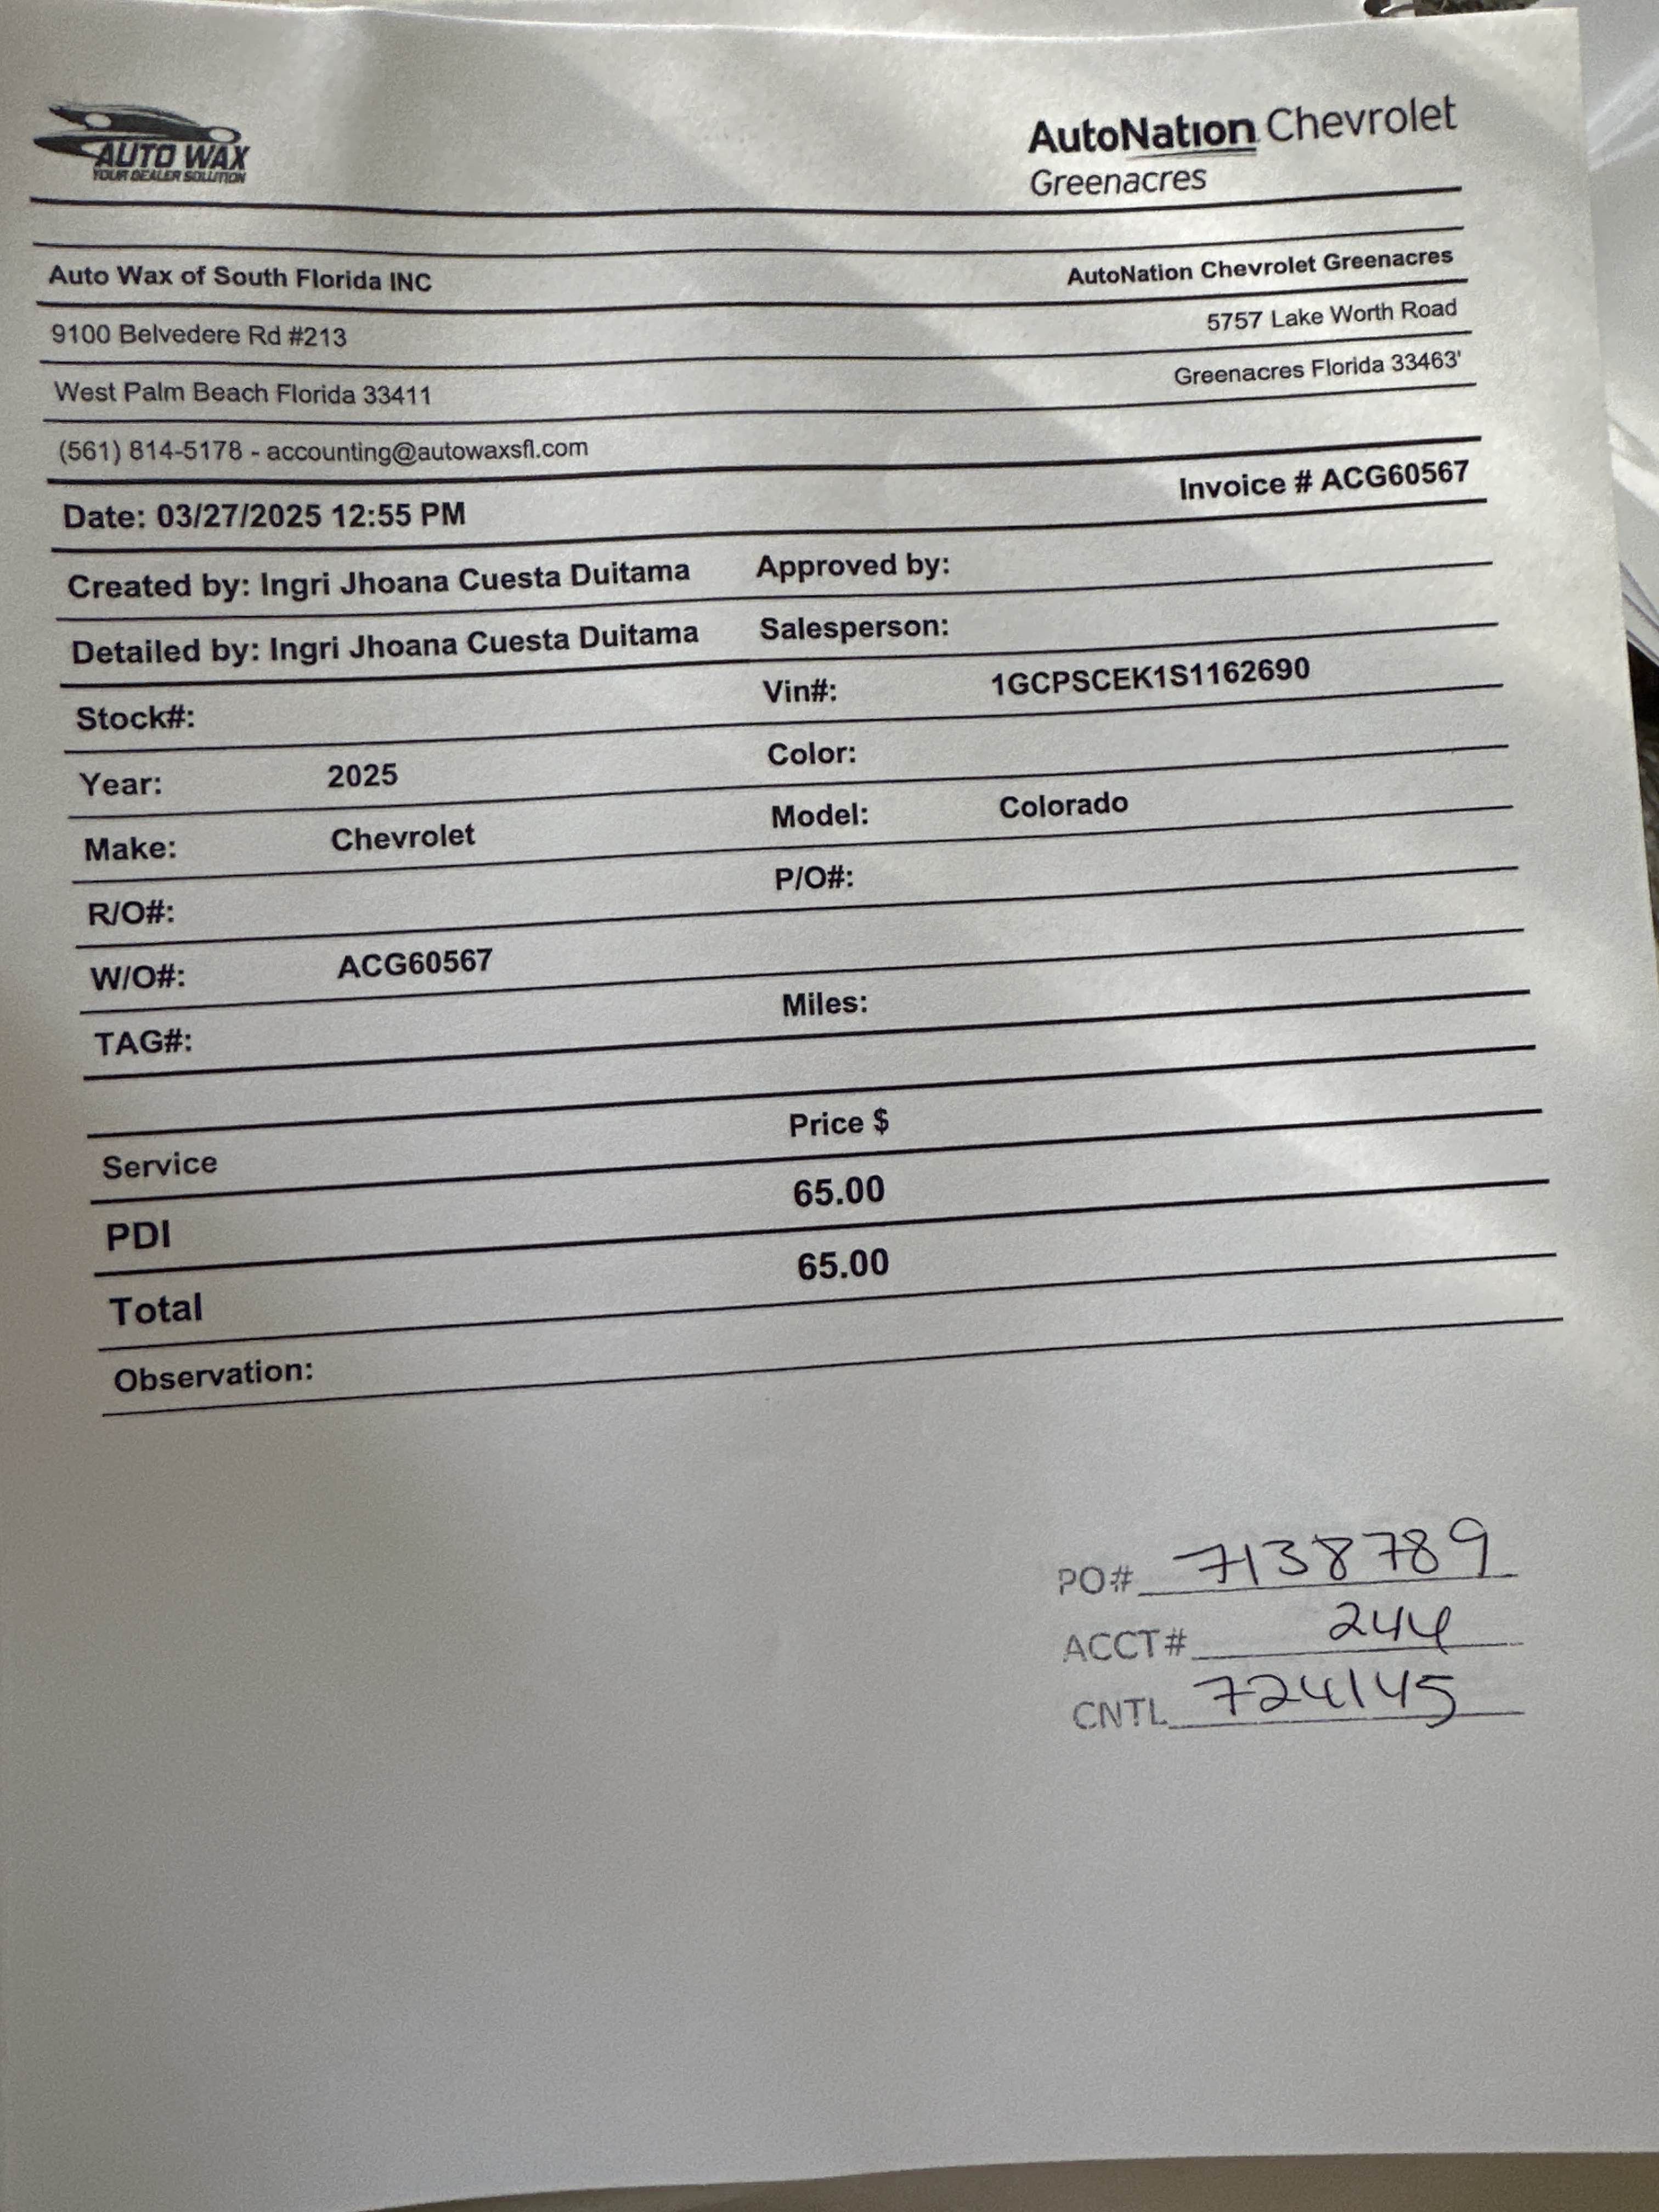 AUTO WAX
YOUR DEALER SOLUTION
AutoNation Chevrolet
Greenacres
Auto Wax of South Florida INC AutoNation Chevrolet Greenacres
9100 Belvedere Rd #213 5757 Lake Worth Road
West Palm Beach Florida 33411 Greenacres Florida 33463'
(561) 814-5178 - accounting@autowaxsfl.com
Date: 03/27/2025 12:55 PM Invoice # ACG60567
Created by: Ingri Jhoana Cuesta Duitama Approved by:
Detailed by: Ingri Jhoana Cuesta Duitama Salesperson:
Stock#: Vin#: 1GCPSCEK1S1162690
Year: 2025 Color:
Make: Chevrolet Model: Colorado
R/O#: P/O#:
W/O#: ACG60567
TAG#: Miles:
Service Price $
PDI 65.00
Total 65.00
Observation:
PO# 7138789
ACCT# 244
CNTL 724145